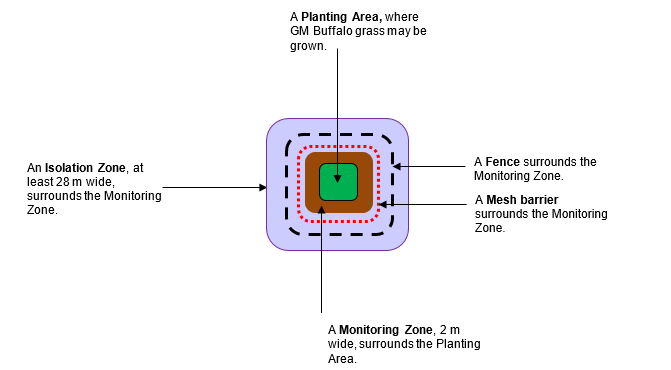 A Planting Area, where
GM Buffalo grass may be
grown.
An Isolation Zone, at
least 28 m wide,
surrounds the Monitoring
Zone.
A Fence surrounds the
Monitoring Zone.
A Mesh barrier
surrounds the Monitoring
Zone.
A Monitoring Zone, 2 m
wide, surrounds the Planting
Area.